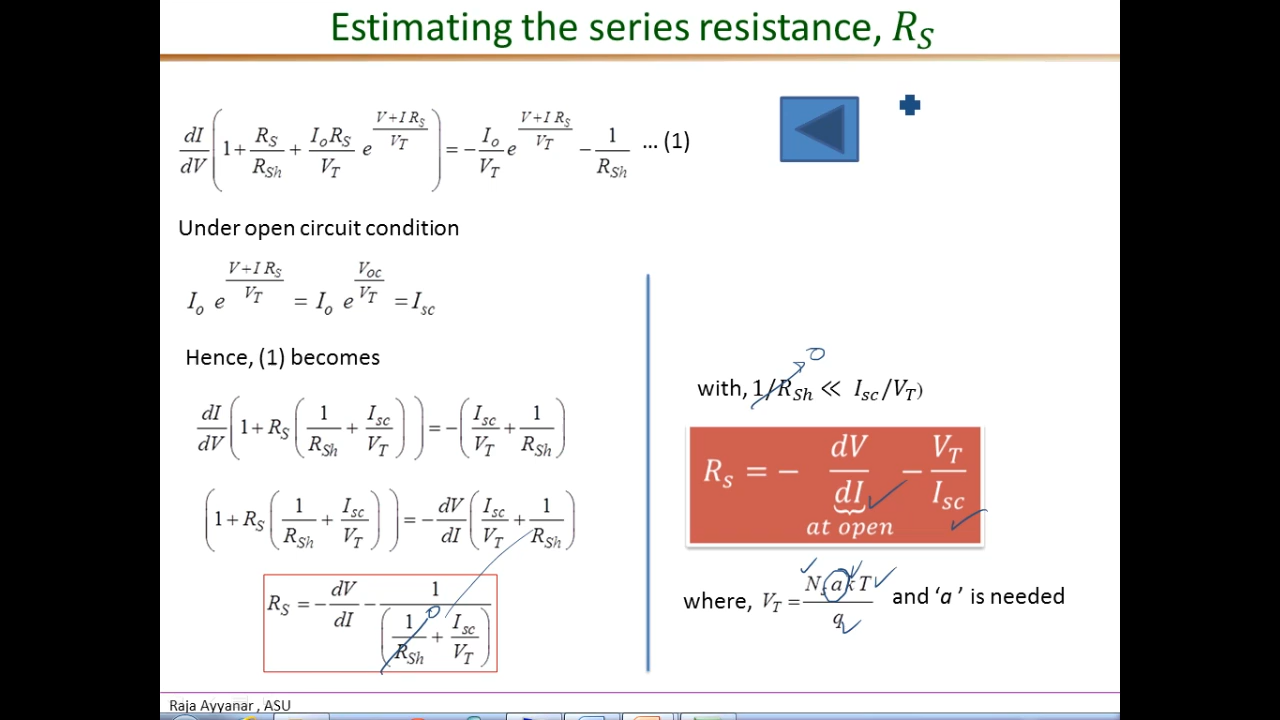 Estimating the series resistance, R_S
dI/dV (1 + R_S/R_Sh + I_oR_S/V_T e^((V+I R_S)/V_T)) = − I_o/V_T e^((V+I R_S)/V_T) − 1/R_Sh ... (1)
Under open circuit condition
I_o e^((V+I R_S)/V_T) = I_o e^(V_OC/V_T) = I_sc
Hence, (1) becomes
dI/dV (1 + R_S (1/R_Sh + I_sc/V_T)) = −(I_sc/V_T + 1/R_Sh)
(1 + R_S (1/R_Sh + I_sc/V_T)) = − dV/dI (I_sc/V_T + 1/R_Sh)
R_S = − dV/dI − 1/(1/R_Sh + I_sc/V_T)
0
0
with, 1/R_Sh ≪ I_sc/V_T)
R_s = − dV/dI − V_T/I_sc
at open
where, V_T = N_s a k T/q and 'a ' is needed
Raja Ayyanar , ASU